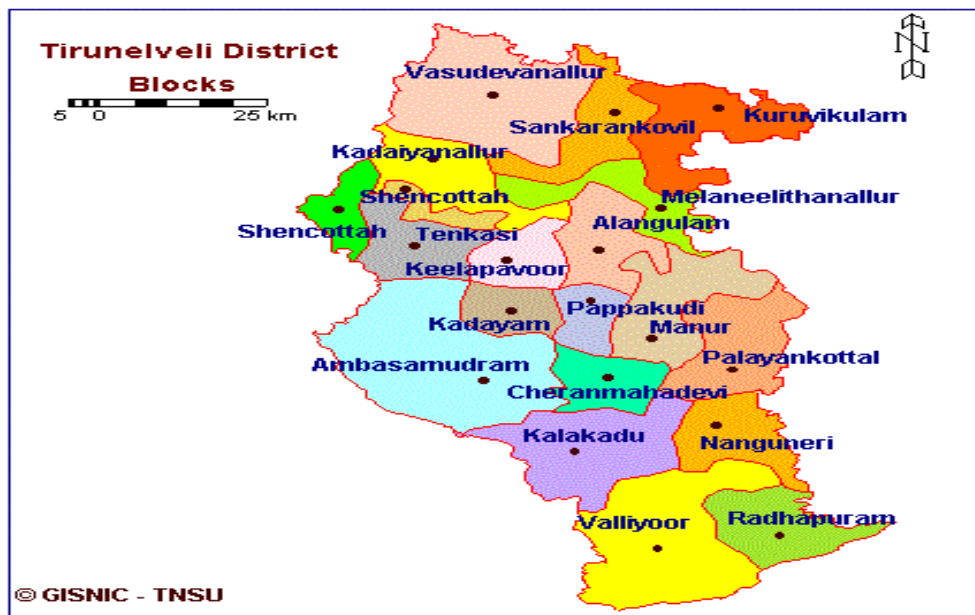 Tirunelveli District
Blocks
5 0 25 km
N
Vasudevanallur
Sankarankovil
Kuruvikulam
Kadaiyanallur
Shencottah
Melaneelithanallur
Shencottah
Tenkasi
Alangulam
Keelapavoor
Kadayam
Pappakudi
Manur
Ambasamudram
Palayankottal
Cheranmahadevi
Kalakadu
Nanguneri
Valliyoor
Radhapuram
© GISNIC - TNSU